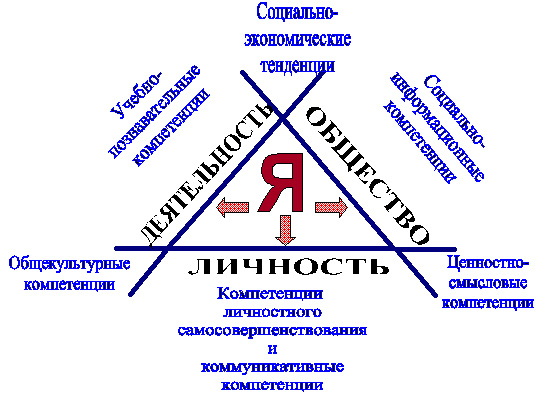 Социально-
экономические
тенденции
Учебно-
познавательные
компетенции
Социально-
информационные
компетенции
ДЕЯТЕЛЬНОСТЬ
ОБЩЕСТВО
Я
ЛИЧНОСТЬ
Общекультурные
компетенции
Ценностно-
смысловые
компетенции
Компетенции
личностного
самосовершенствования
и
коммуникативные
компетенции